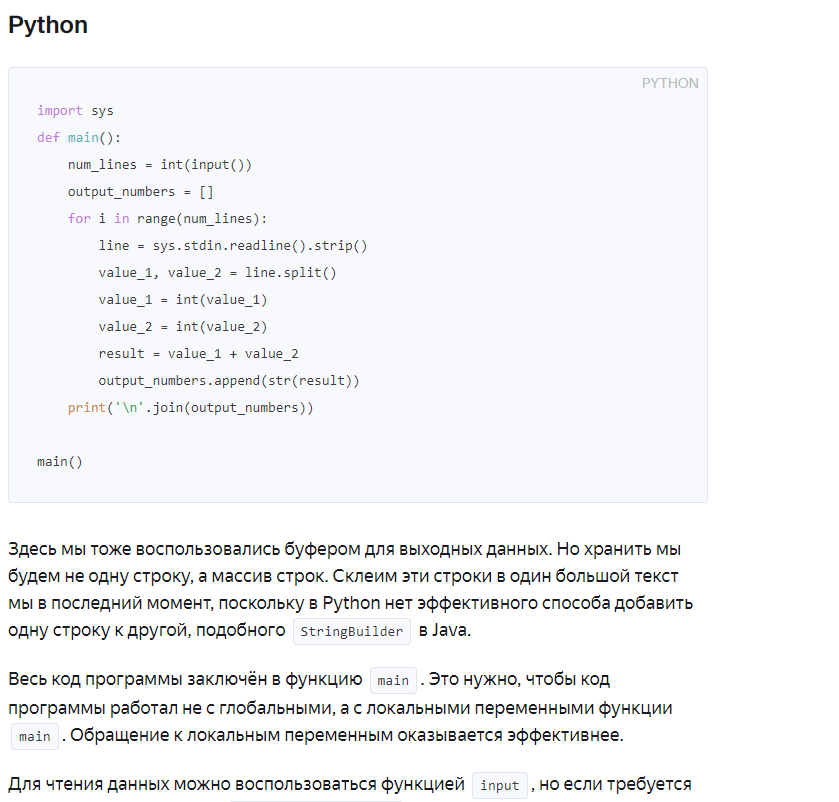 Python
PYTHON
import sys
def main():
    num_lines = int(input())
    output_numbers = []
    for i in range(num_lines):
        line = sys.stdin.readline().strip()
        value_1, value_2 = line.split()
        value_1 = int(value_1)
        value_2 = int(value_2)
        result = value_1 + value_2
        output_numbers.append(str(result))
    print('\n'.join(output_numbers))
main()
Здесь мы тоже воспользовались буфером для выходных данных. Но хранить мы
будем не одну строку, а массив строк. Склеим эти строки в один большой текст
мы в последний момент, поскольку в Python нет эффективного способа добавить
одну строку к другой, подобного StringBuilder в Java.
Весь код программы заключён в функцию main . Это нужно, чтобы код
программы работал не с глобальными, а с локальными переменными функции
main . Обращение к локальным переменным оказывается эффективнее.
Для чтения данных можно воспользоваться функцией input , но если требуется